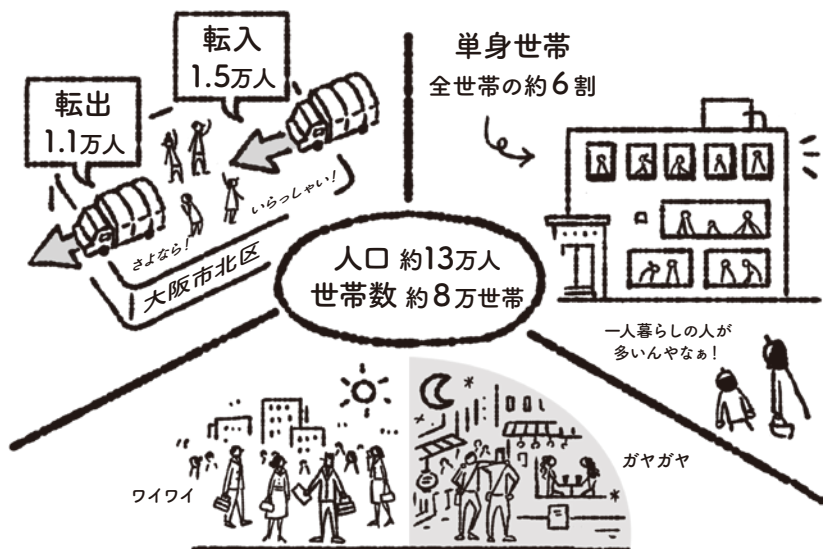 転入
1.5万人
転出
1.1万人
いらっしゃい！
さよなら！
大阪市北区
単身世帯
全世帯の約6割
人口 約13万人
世帯数 約8万世帯
一人暮らしの人が
多いんやなぁ！
ワイワイ
ガヤガヤ